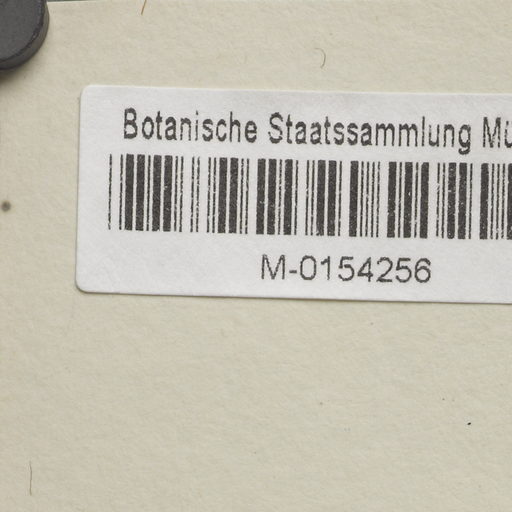 Botanische Staatssammlung Mü
M-0154256